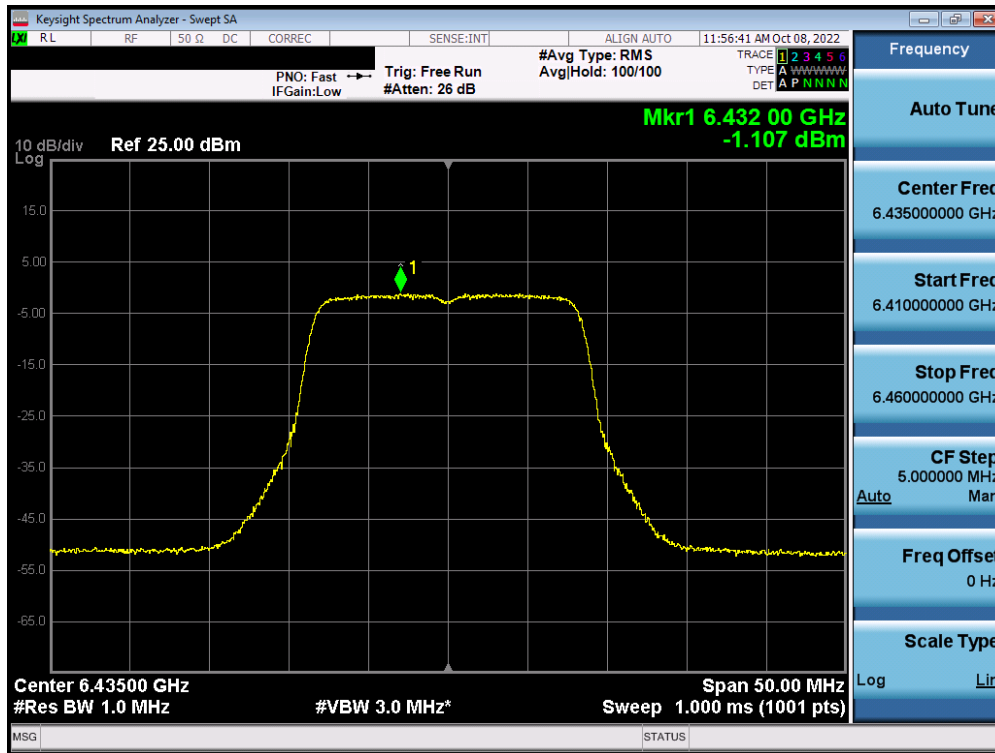 Keysight Spectrum Analyzer - Swept SA
LXI RL RF 50 Ω DC CORREC SENSE:INT ALIGN AUTO 11:56:41 AM Oct 08, 2022
PNO: Fast Trig: Free Run #Avg Type: RMS TRACE 1 2 3 4 5 6
IFGain:Low #Atten: 26 dB Avg|Hold: 100/100 TYPE A WWWWW
DET A P N N N N
Mkr1 6.432 00 GHz
-1.107 dBm
10 dB/div Ref 25.00 dBm
Log
15.0
5.00
1
-5.00
-15.0
-25.0
-35.0
-45.0
-55.0
-65.0
Center 6.43500 GHz Span 50.00 MHz
#Res BW 1.0 MHz #VBW 3.0 MHz* Sweep 1.000 ms (1001 pts)
MSG STATUS
Frequency
Auto Tune
Center Freq
6.435000000 GHz
Start Freq
6.410000000 GHz
Stop Freq
6.460000000 GHz
CF Step
5.000000 MHz
Auto Man
Freq Offset
0 Hz
Scale Type
Log Lin